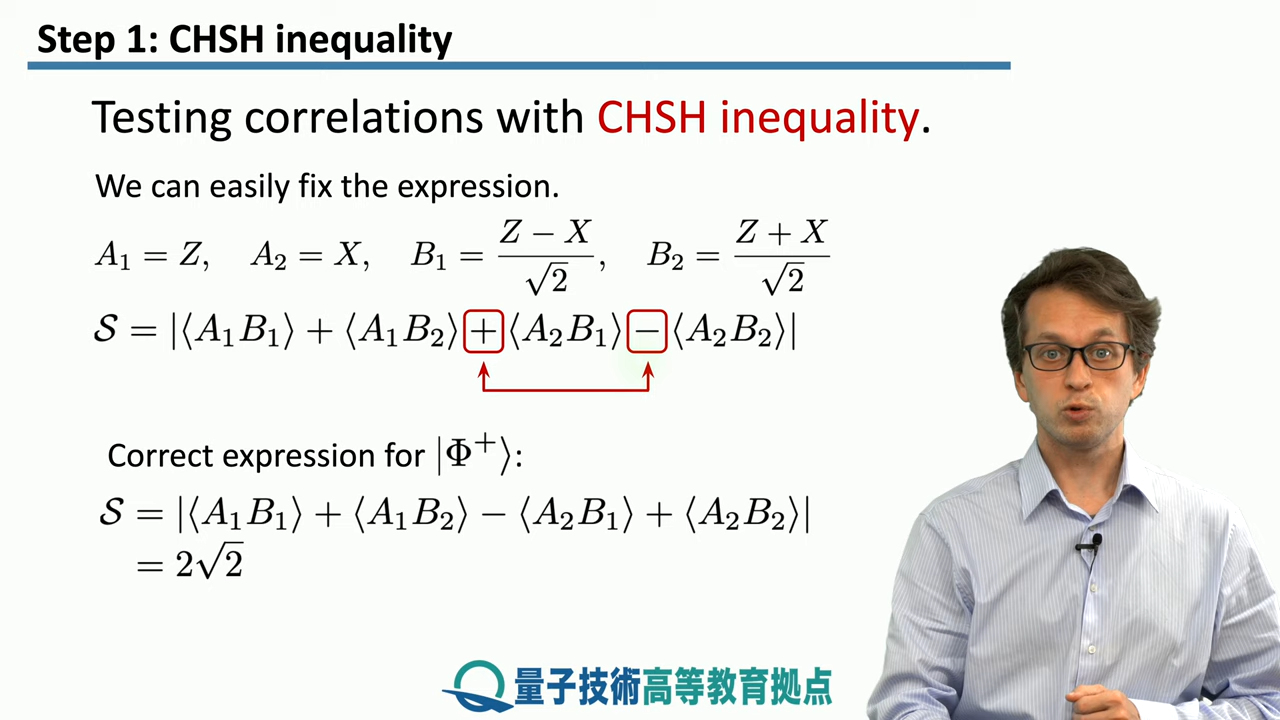 Step 1: CHSH inequality
Testing correlations with CHSH inequality.
We can easily fix the expression.
A₁ = Z, A₂ = X, B₁ = (Z − X)/√2, B₂ = (Z + X)/√2
𝒮 = |⟨A₁B₁⟩ + ⟨A₁B₂⟩ + ⟨A₂B₁⟩ − ⟨A₂B₂⟩|
Correct expression for |Φ⁺⟩:
𝒮 = |⟨A₁B₁⟩ + ⟨A₁B₂⟩ − ⟨A₂B₁⟩ + ⟨A₂B₂⟩|
= 2√2
量子技術高等教育拠点